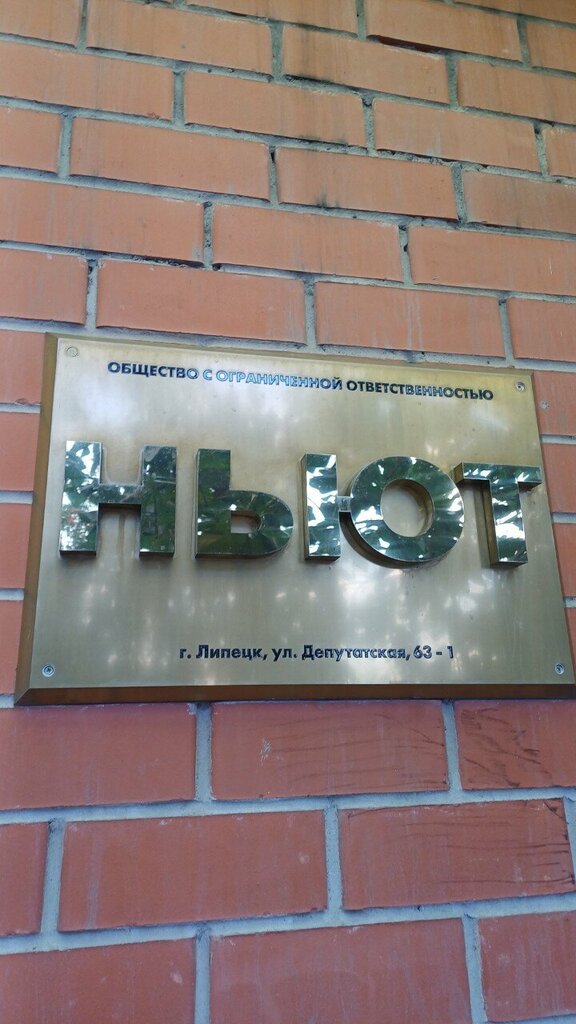 ОБЩЕСТВО С ОГРАНИЧЕННОЙ ОТВЕТСТВЕННОСТЬЮ
НЬЮТ
г. Липецк, ул. Депутатская, 63 - 1